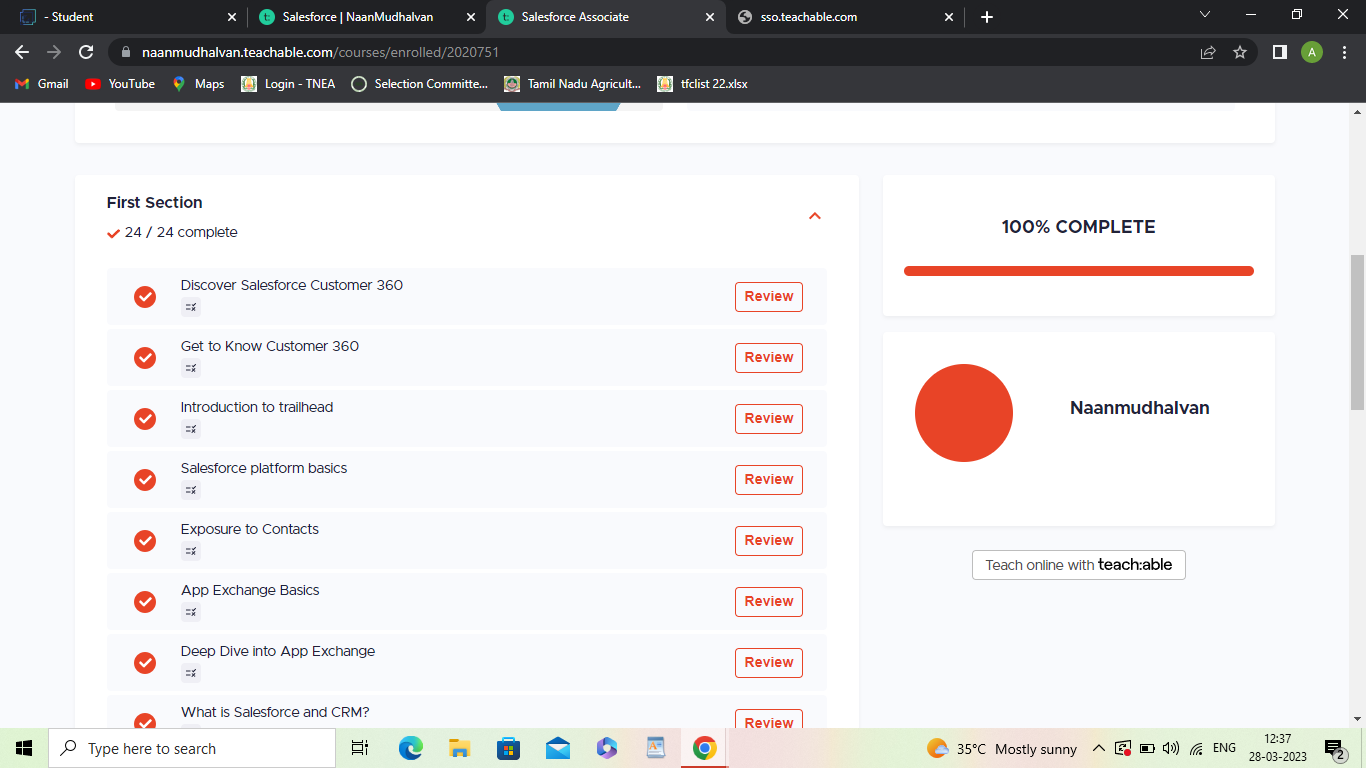 - Student
Salesforce | NaanMudhalvan
Salesforce Associate
sso.teachable.com
naanmudhalvan.teachable.com/courses/enrolled/2020751
A
Gmail
YouTube
Maps
Login - TNEA
Selection Committe...
Tamil Nadu Agricult...
tfclist 22.xlsx
First Section
24 / 24 complete
Discover Salesforce Customer 360
Review
Get to Know Customer 360
Review
Introduction to trailhead
Review
Salesforce platform basics
Review
Exposure to Contacts
Review
App Exchange Basics
Review
Deep Dive into App Exchange
Review
What is Salesforce and CRM?
Review
100% COMPLETE
Naanmudhalvan
Teach online with teach:able
Type here to search
35°C Mostly sunny
ENG
12:37
28-03-2023
2